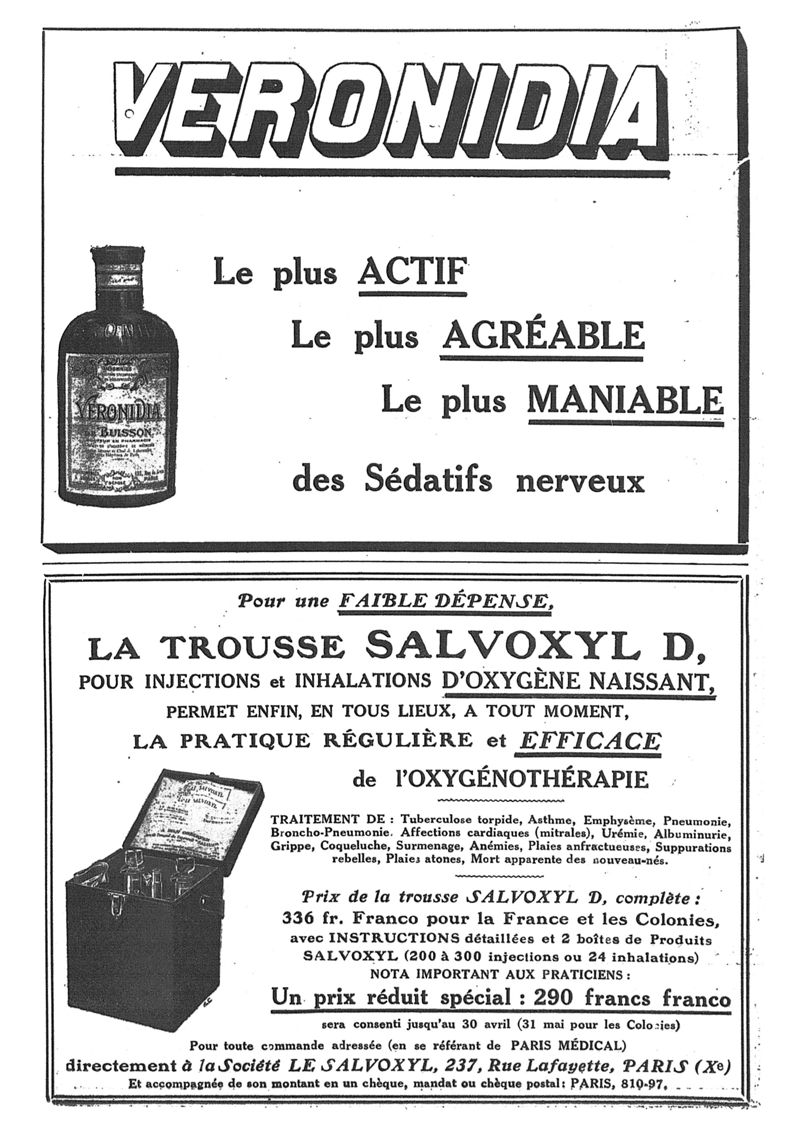 VERONIDIA
Le plus ACTIF
Le plus AGRÉABLE
Le plus MANIABLE
des Sédatifs nerveux
VERONIDIA
BUISSON
PARIS
Pour une FAIBLE DÉPENSE,
LA TROUSSE SALVOXYL D,
POUR INJECTIONS et INHALATIONS D'OXYGÈNE NAISSANT,
PERMET ENFIN, EN TOUS LIEUX, A TOUT MOMENT,
LA PRATIQUE RÉGULIÈRE et EFFICACE
de l'OXYGÉNOTHÉRAPIE
TRAITEMENT DE : Tuberculose torpide, Asthme, Emphysème, Pneumonie,
Broncho-Pneumonie. Affections cardiaques (mitrales), Urémie, Albuminurie,
Grippe, Coqueluche, Surmenage, Anémies, Plaies anfractueuses, Suppurations
rebelles, Plaies atones, Mort apparente des nouveau-nés.
Prix de la trousse SALVOXYL D, complète :
336 fr. Franco pour la France et les Colonies,
avec INSTRUCTIONS détaillées et 2 boîtes de Produits
SALVOXYL (200 à 300 injections ou 24 inhalations)
NOTA IMPORTANT AUX PRATICIENS :
Un prix réduit spécial : 290 francs franco
sera consenti jusqu'au 30 avril (31 mai pour les Colonies)
Pour toute commande adressée (en se référant de PARIS MÉDICAL)
directement à la Société LE SALVOXYL, 237, Rue Lafayette, PARIS (Xe)
Et accompagnée de son montant en un chèque, mandat ou chèque postal : PARIS, 810-97.